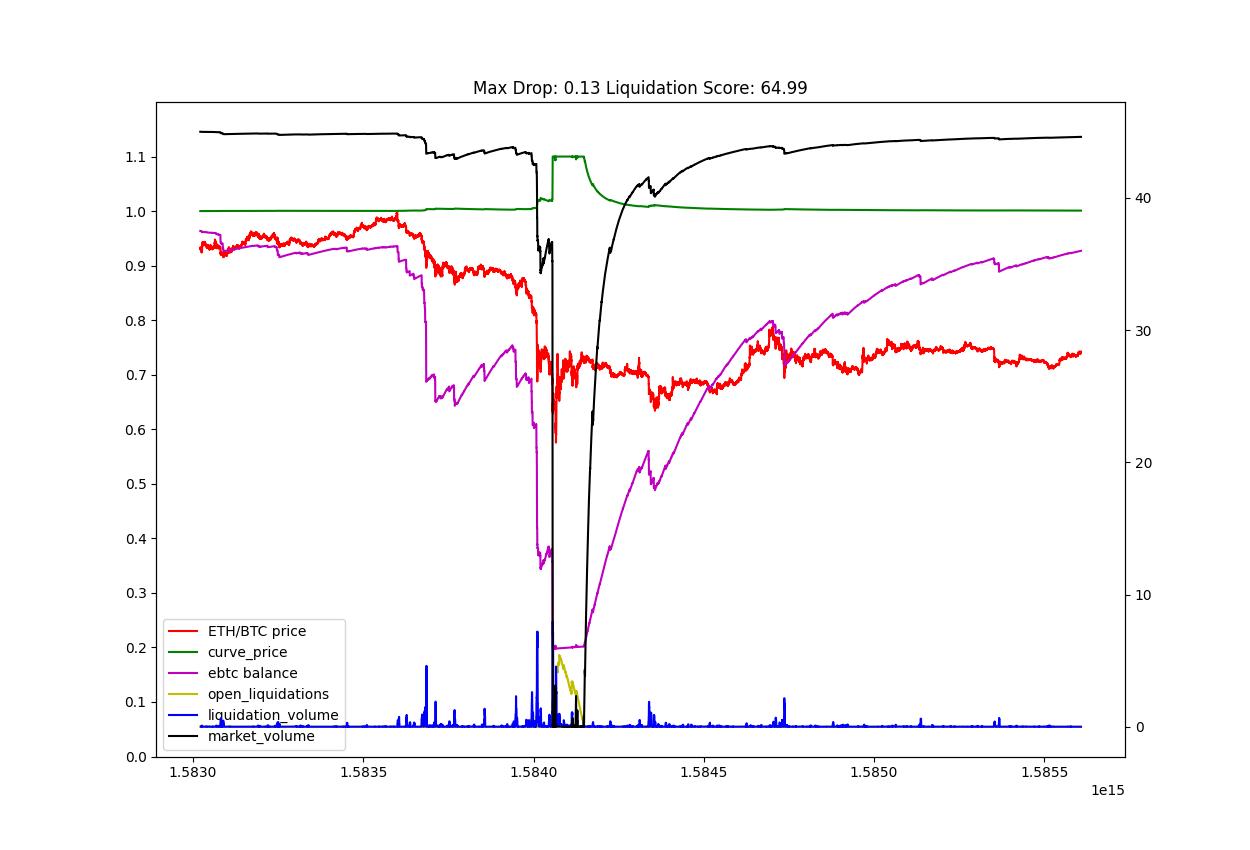 Max Drop: 0.13 Liquidation Score: 64.99
1.1
1.0
0.9
0.8
0.7
0.6
0.5
0.4
0.3
0.2
0.1
0.0
40
30
20
10
0
ETH/BTC price
curve_price
ebtc balance
open_liquidations
liquidation_volume
market_volume
1.5830 1.5835 1.5840 1.5845 1.5850 1.5855
1e15